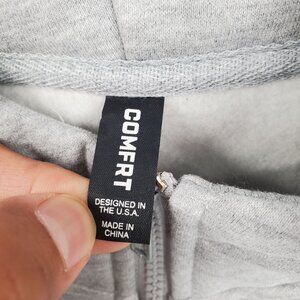 COMFRT
DESIGNED IN
THE U.S.A.
MADE IN
CHINA